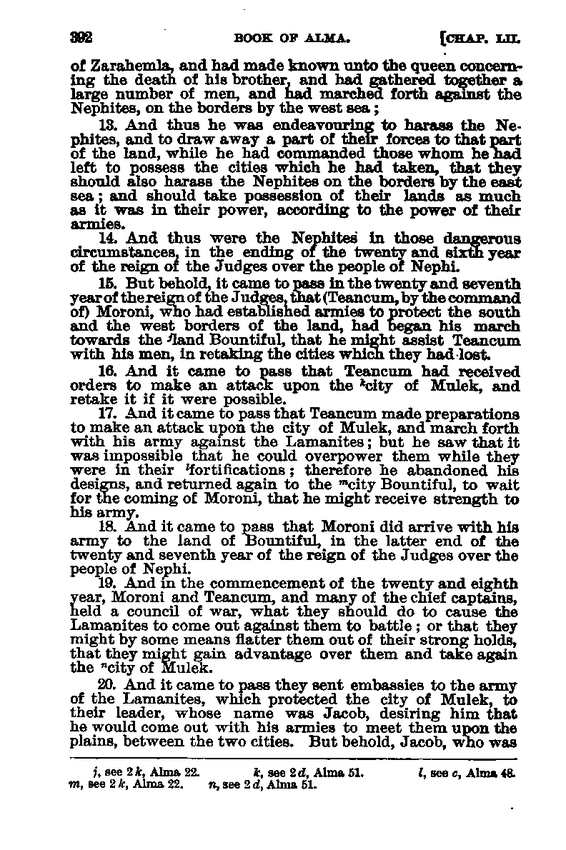 392 BOOK OF ALMA. [CHAP. LII.
of Zarahemla, and had made known unto the queen concern-
ing the death of his brother, and had gathered together a
large number of men, and had marched forth against the
Nephites, on the borders by the west sea;
13. And thus he was endeavouring to harass the Ne-
phites, and to draw away a part of their forces to that part
of the land, while he had commanded those whom he had
left to possess the cities which he had taken, that they
should also harass the Nephites on the borders by the east
sea; and should take possession of their lands as much
as it was in their power, according to the power of their
armies.
14. And thus were the Nephites in those dangerous
circumstances, in the ending of the twenty and sixth year
of the reign of the Judges over the people of Nephi.
15. But behold, it came to pass in the twenty and seventh
year of the reign of the Judges, that (Teancum, by the command
of) Moroni, who had established armies to protect the south
and the west borders of the land, had began his march
towards the jland Bountiful, that he might assist Teancum
with his men, in retaking the cities which they had lost.
16. And it came to pass that Teancum had received
orders to make an attack upon the kcity of Mulek, and
retake it if it were possible.
17. And it came to pass that Teancum made preparations
to make an attack upon the city of Mulek, and march forth
with his army against the Lamanites; but he saw that it
was impossible that he could overpower them while they
were in their lfortifications; therefore he abandoned his
designs, and returned again to the mcity Bountiful, to wait
for the coming of Moroni, that he might receive strength to
his army.
18. And it came to pass that Moroni did arrive with his
army to the land of Bountiful, in the latter end of the
twenty and seventh year of the reign of the Judges over the
people of Nephi.
19. And in the commencement of the twenty and eighth
year, Moroni and Teancum, and many of the chief captains,
held a council of war, what they should do to cause the
Lamanites to come out against them to battle; or that they
might by some means flatter them out of their strong holds,
that they might gain advantage over them and take again
the ncity of Mulek.
20. And it came to pass they sent embassies to the army
of the Lamanites, which protected the city of Mulek, to
their leader, whose name was Jacob, desiring him that
he would come out with his armies to meet them upon the
plains, between the two cities. But behold, Jacob, who was
j, see 2 k, Alma 22. k, see 2 d, Alma 51. l, see c, Alma 48.
m, see 2 k, Alma 22. n, see 2 d, Alma 51.